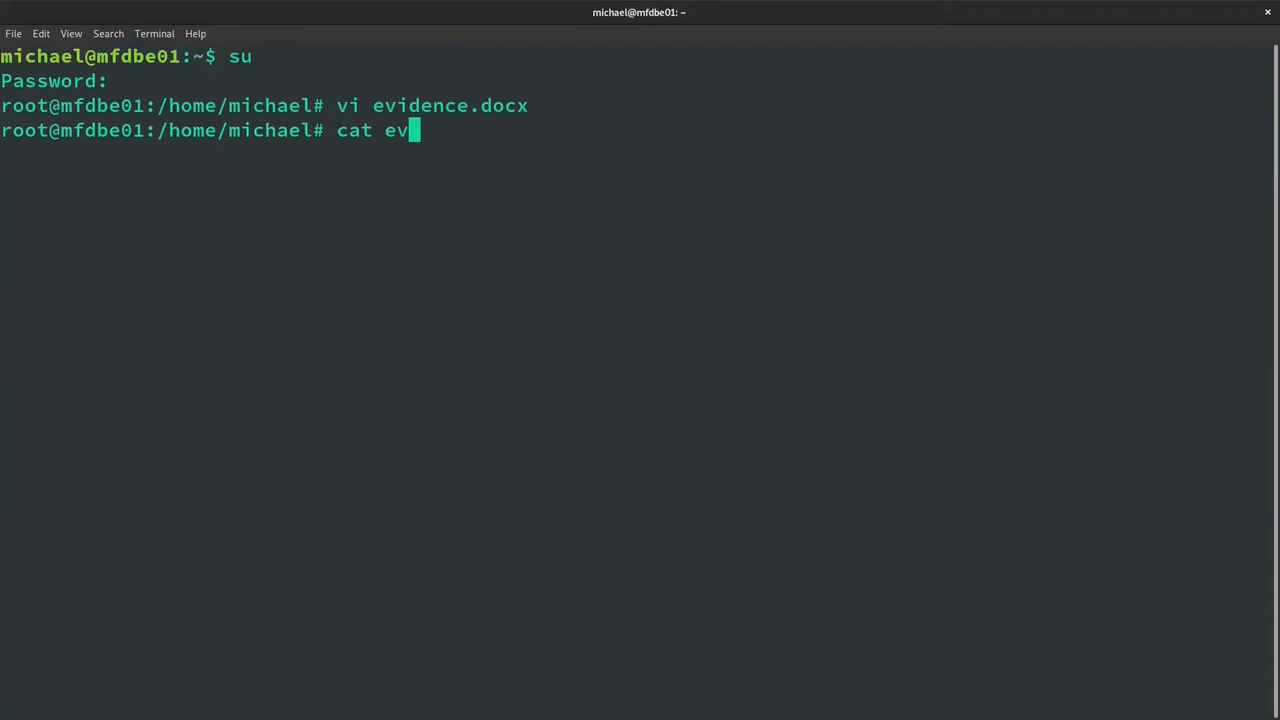 michael@mfdbe01: ~
×
File Edit View Search Terminal Help
michael@mfdbe01:~$ su
Password:
root@mfdbe01:/home/michael# vi evidence.docx
root@mfdbe01:/home/michael# cat ev